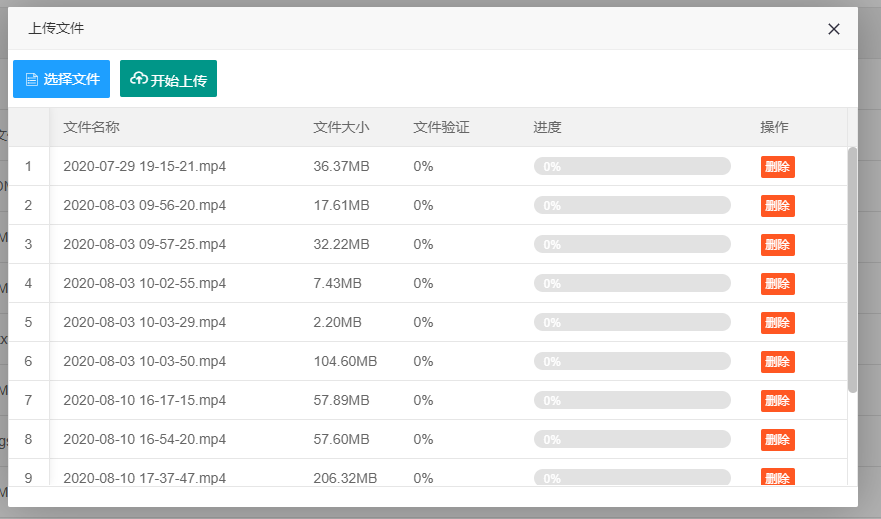 上传文件
选择文件 开始上传
文件名称 文件大小 文件验证 进度 操作
1 2020-07-29 19-15-21.mp4 36.37MB 0% 0% 删除
2 2020-08-03 09-56-20.mp4 17.61MB 0% 0% 删除
3 2020-08-03 09-57-25.mp4 32.22MB 0% 0% 删除
4 2020-08-03 10-02-55.mp4 7.43MB 0% 0% 删除
5 2020-08-03 10-03-29.mp4 2.20MB 0% 0% 删除
6 2020-08-03 10-03-50.mp4 104.60MB 0% 0% 删除
7 2020-08-10 16-17-15.mp4 57.89MB 0% 0% 删除
8 2020-08-10 16-54-20.mp4 57.60MB 0% 0% 删除
9 2020-08-10 17-37-47.mp4 206.32MB 0% 0% 删除